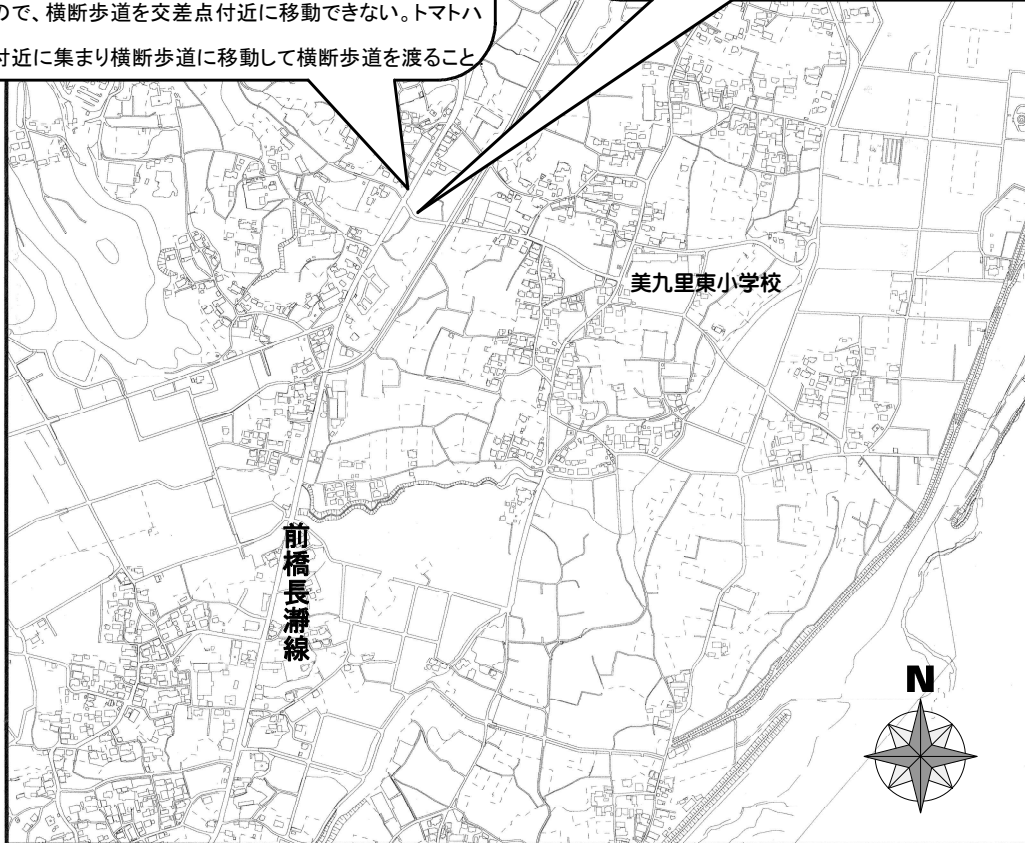 ので、横断歩道を交差点付近に移動できない。トマトハ
付近に集まり横断歩道に移動して横断歩道を渡ること
美九里東小学校
前橋長瀞線
N